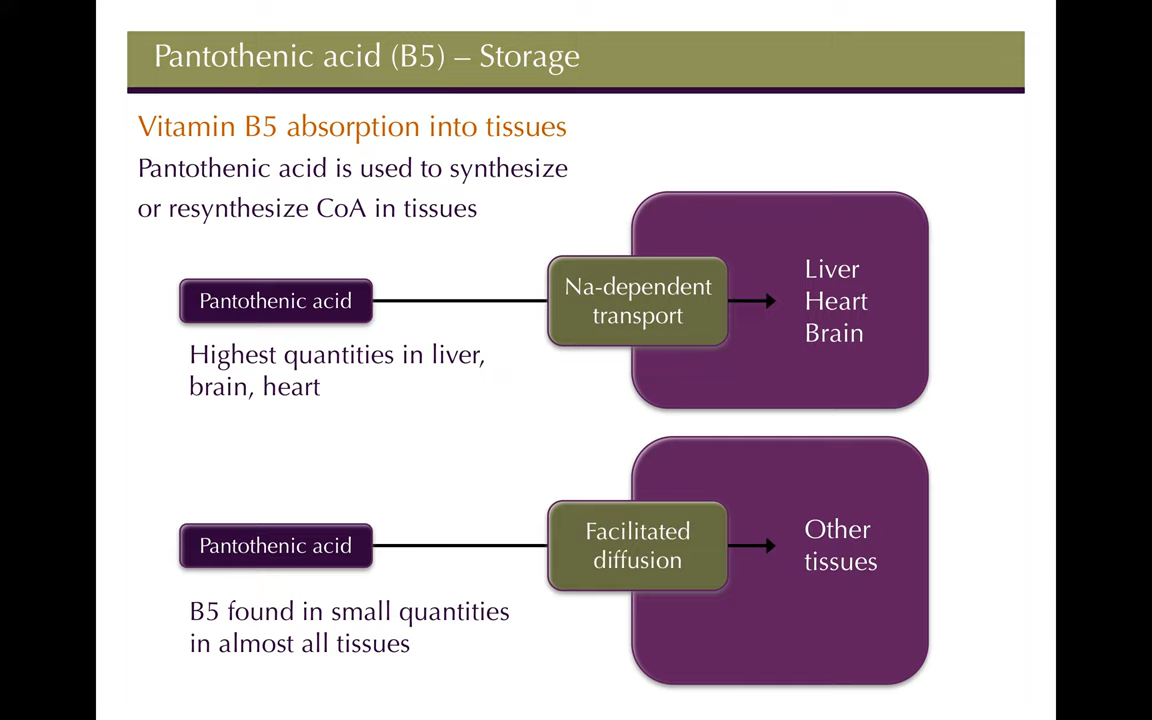 Pantothenic acid (B5) – Storage
Vitamin B5 absorption into tissues
Pantothenic acid is used to synthesize
or resynthesize CoA in tissues
Pantothenic acid
Na-dependent
transport
Liver
Heart
Brain
Highest quantities in liver,
brain, heart
Pantothenic acid
Facilitated
diffusion
Other
tissues
B5 found in small quantities
in almost all tissues